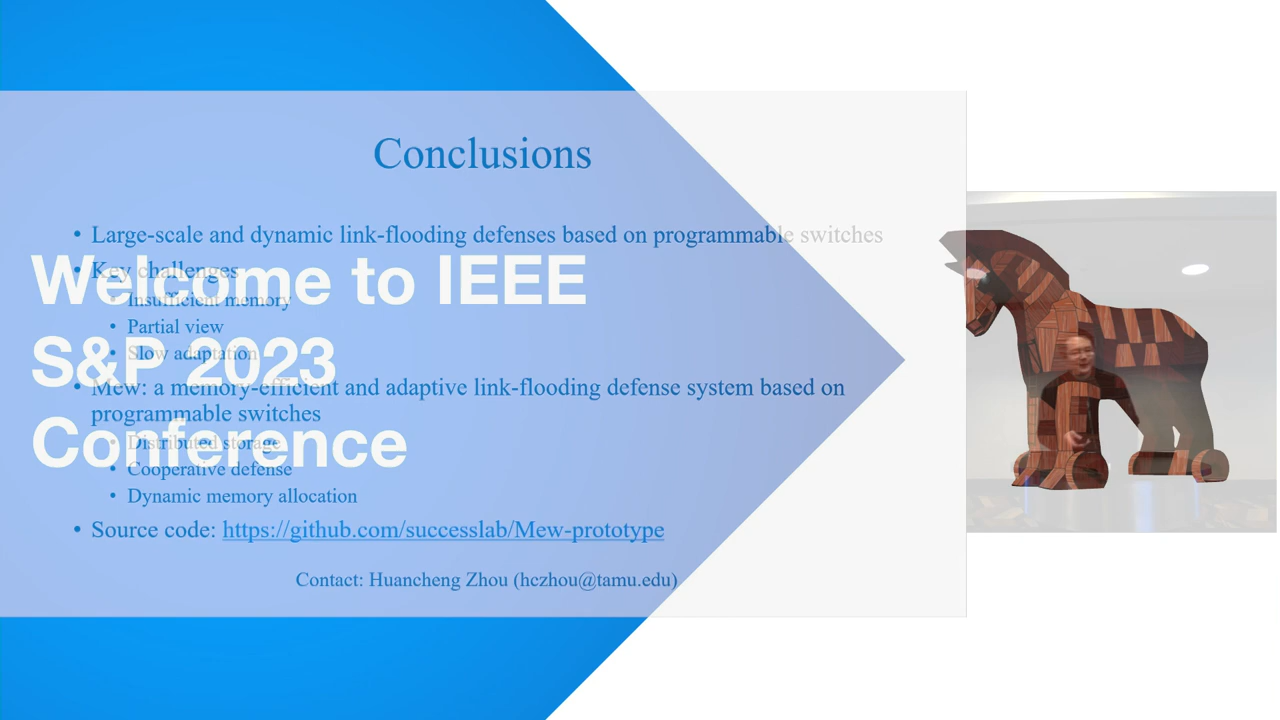 Conclusions
• Large-scale and dynamic link-flooding defenses based on programmable switches
• Key challenges
Welcome to IEEE
• Insufficient memory
• Partial view
• Slow adaptation
S&P 2023
• Mew: a memory-efficient and adaptive link-flooding defense system based on
programmable switches
• Distributed storage
Conference
• Cooperative defense
• Dynamic memory allocation
• Source code: https://github.com/successlab/Mew-prototype
Contact: Huancheng Zhou (hczhou@tamu.edu)